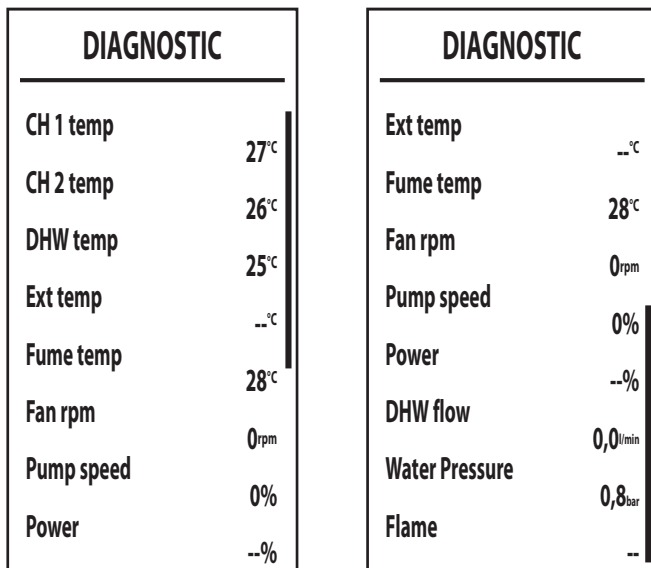 DIAGNOSTIC
CH 1 temp
27°C
CH 2 temp
26°C
DHW temp
25°C
Ext temp
--°C
Fume temp
28°C
Fan rpm
0rpm
Pump speed
0%
Power
--%
DIAGNOSTIC
Ext temp
--°C
Fume temp
28°C
Fan rpm
0rpm
Pump speed
0%
Power
--%
DHW flow
0,0l/min
Water Pressure
0,8bar
Flame
--